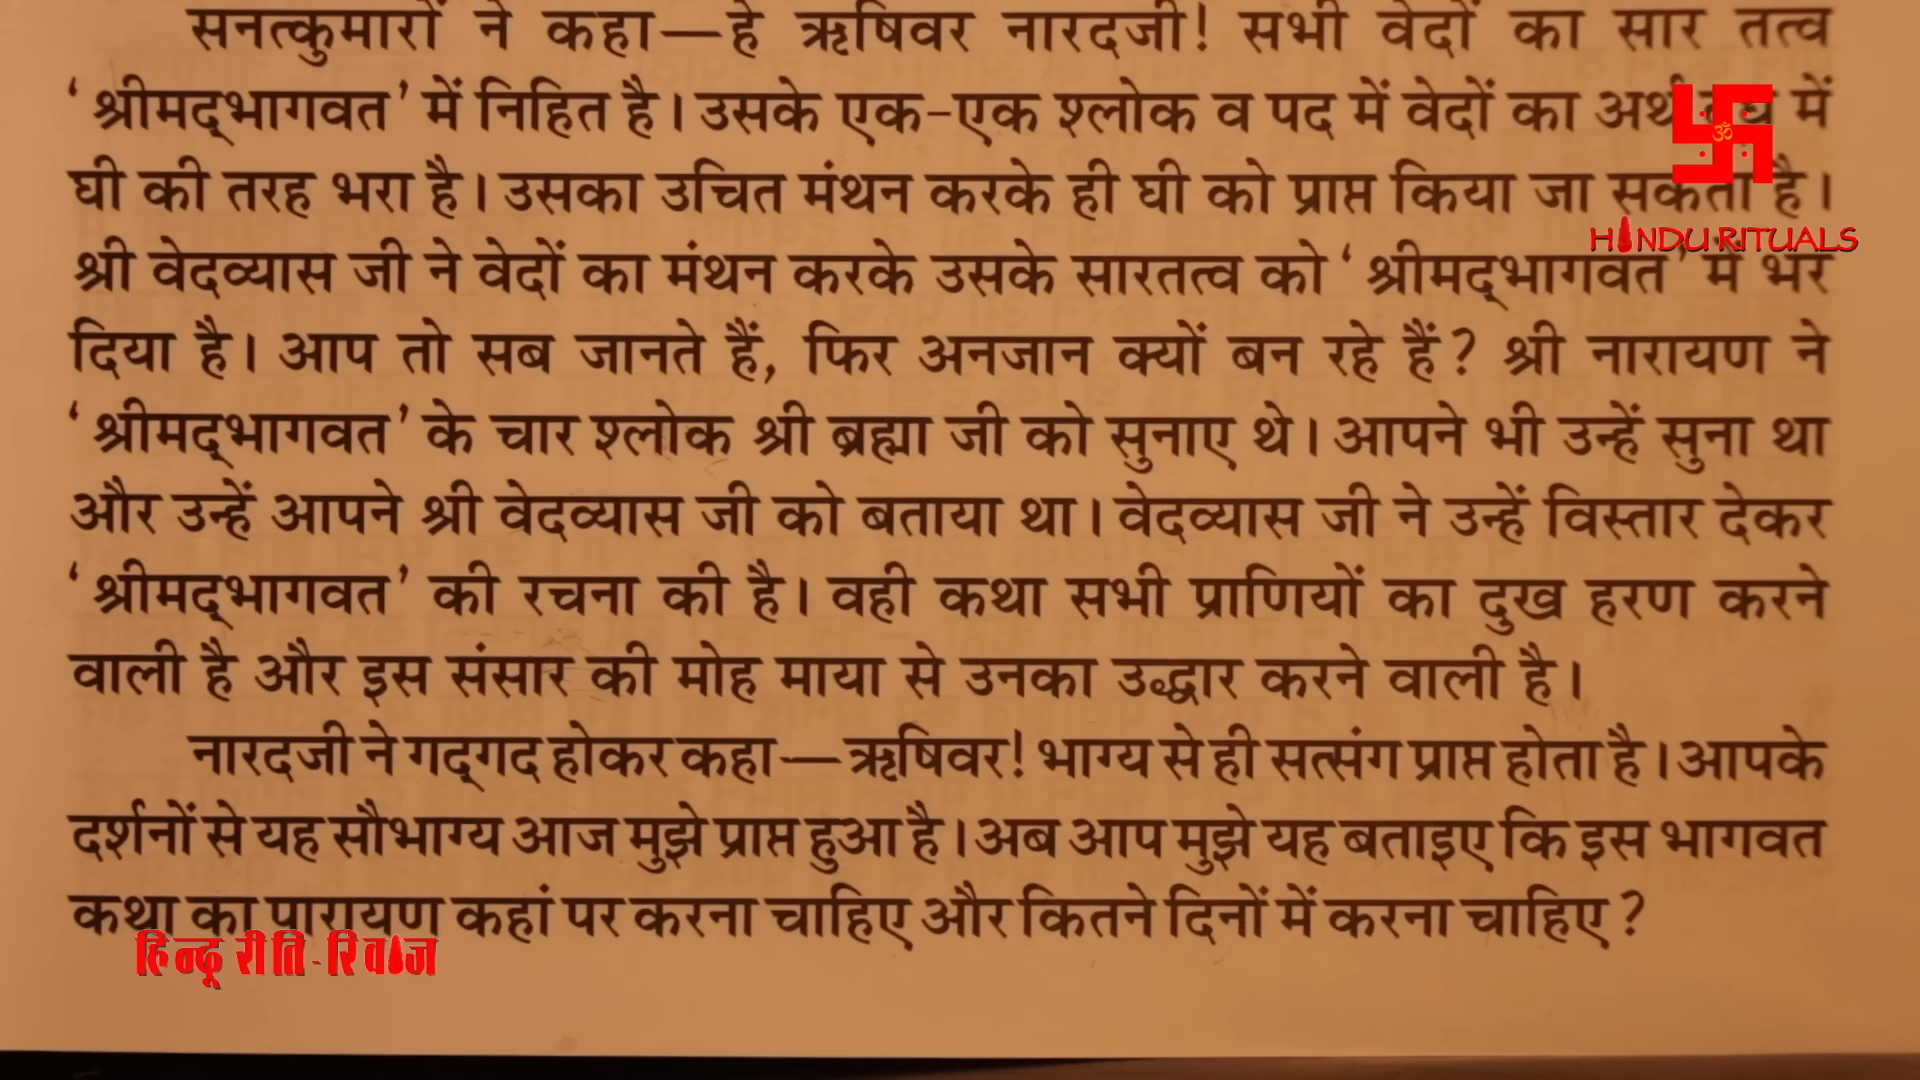 सनत्कुमारों ने कहा—हे ऋषिवर नारदजी! सभी वेदों का सार तत्व
‘श्रीमद्‌भागवत’ में निहित है। उसके एक-एक श्लोक व पद में वेदों का अर्थ में
घी की तरह भरा है। उसका उचित मंथन करके ही घी को प्राप्त किया जा सकता है।
श्री वेदव्यास जी ने वेदों का मंथन करके उसके सारतत्व को ‘श्रीमद्‌भागवत’ में भर
दिया है। आप तो सब जानते हैं, फिर अनजान क्यों बन रहे हैं? श्री नारायण ने
‘श्रीमद्‌भागवत’ के चार श्लोक श्री ब्रह्मा जी को सुनाए थे। आपने भी उन्हें सुना था
और उन्हें आपने श्री वेदव्यास जी को बताया था। वेदव्यास जी ने उन्हें विस्तार देकर
‘श्रीमद्‌भागवत’ की रचना की है। वही कथा सभी प्राणियों का दुख हरण करने
वाली है और इस संसार की मोह माया से उनका उद्धार करने वाली है।
नारदजी ने गद्‌गद होकर कहा—ऋषिवर! भाग्य से ही सत्संग प्राप्त होता है। आपके
दर्शनों से यह सौभाग्य आज मुझे प्राप्त हुआ है। अब आप मुझे यह बताइए कि इस भागवत
कथा का पारायण कहां पर करना चाहिए और कितने दिनों में करना चाहिए?
ॐ
HINDU RITUALS
हिन्दू रीति-रिवाज